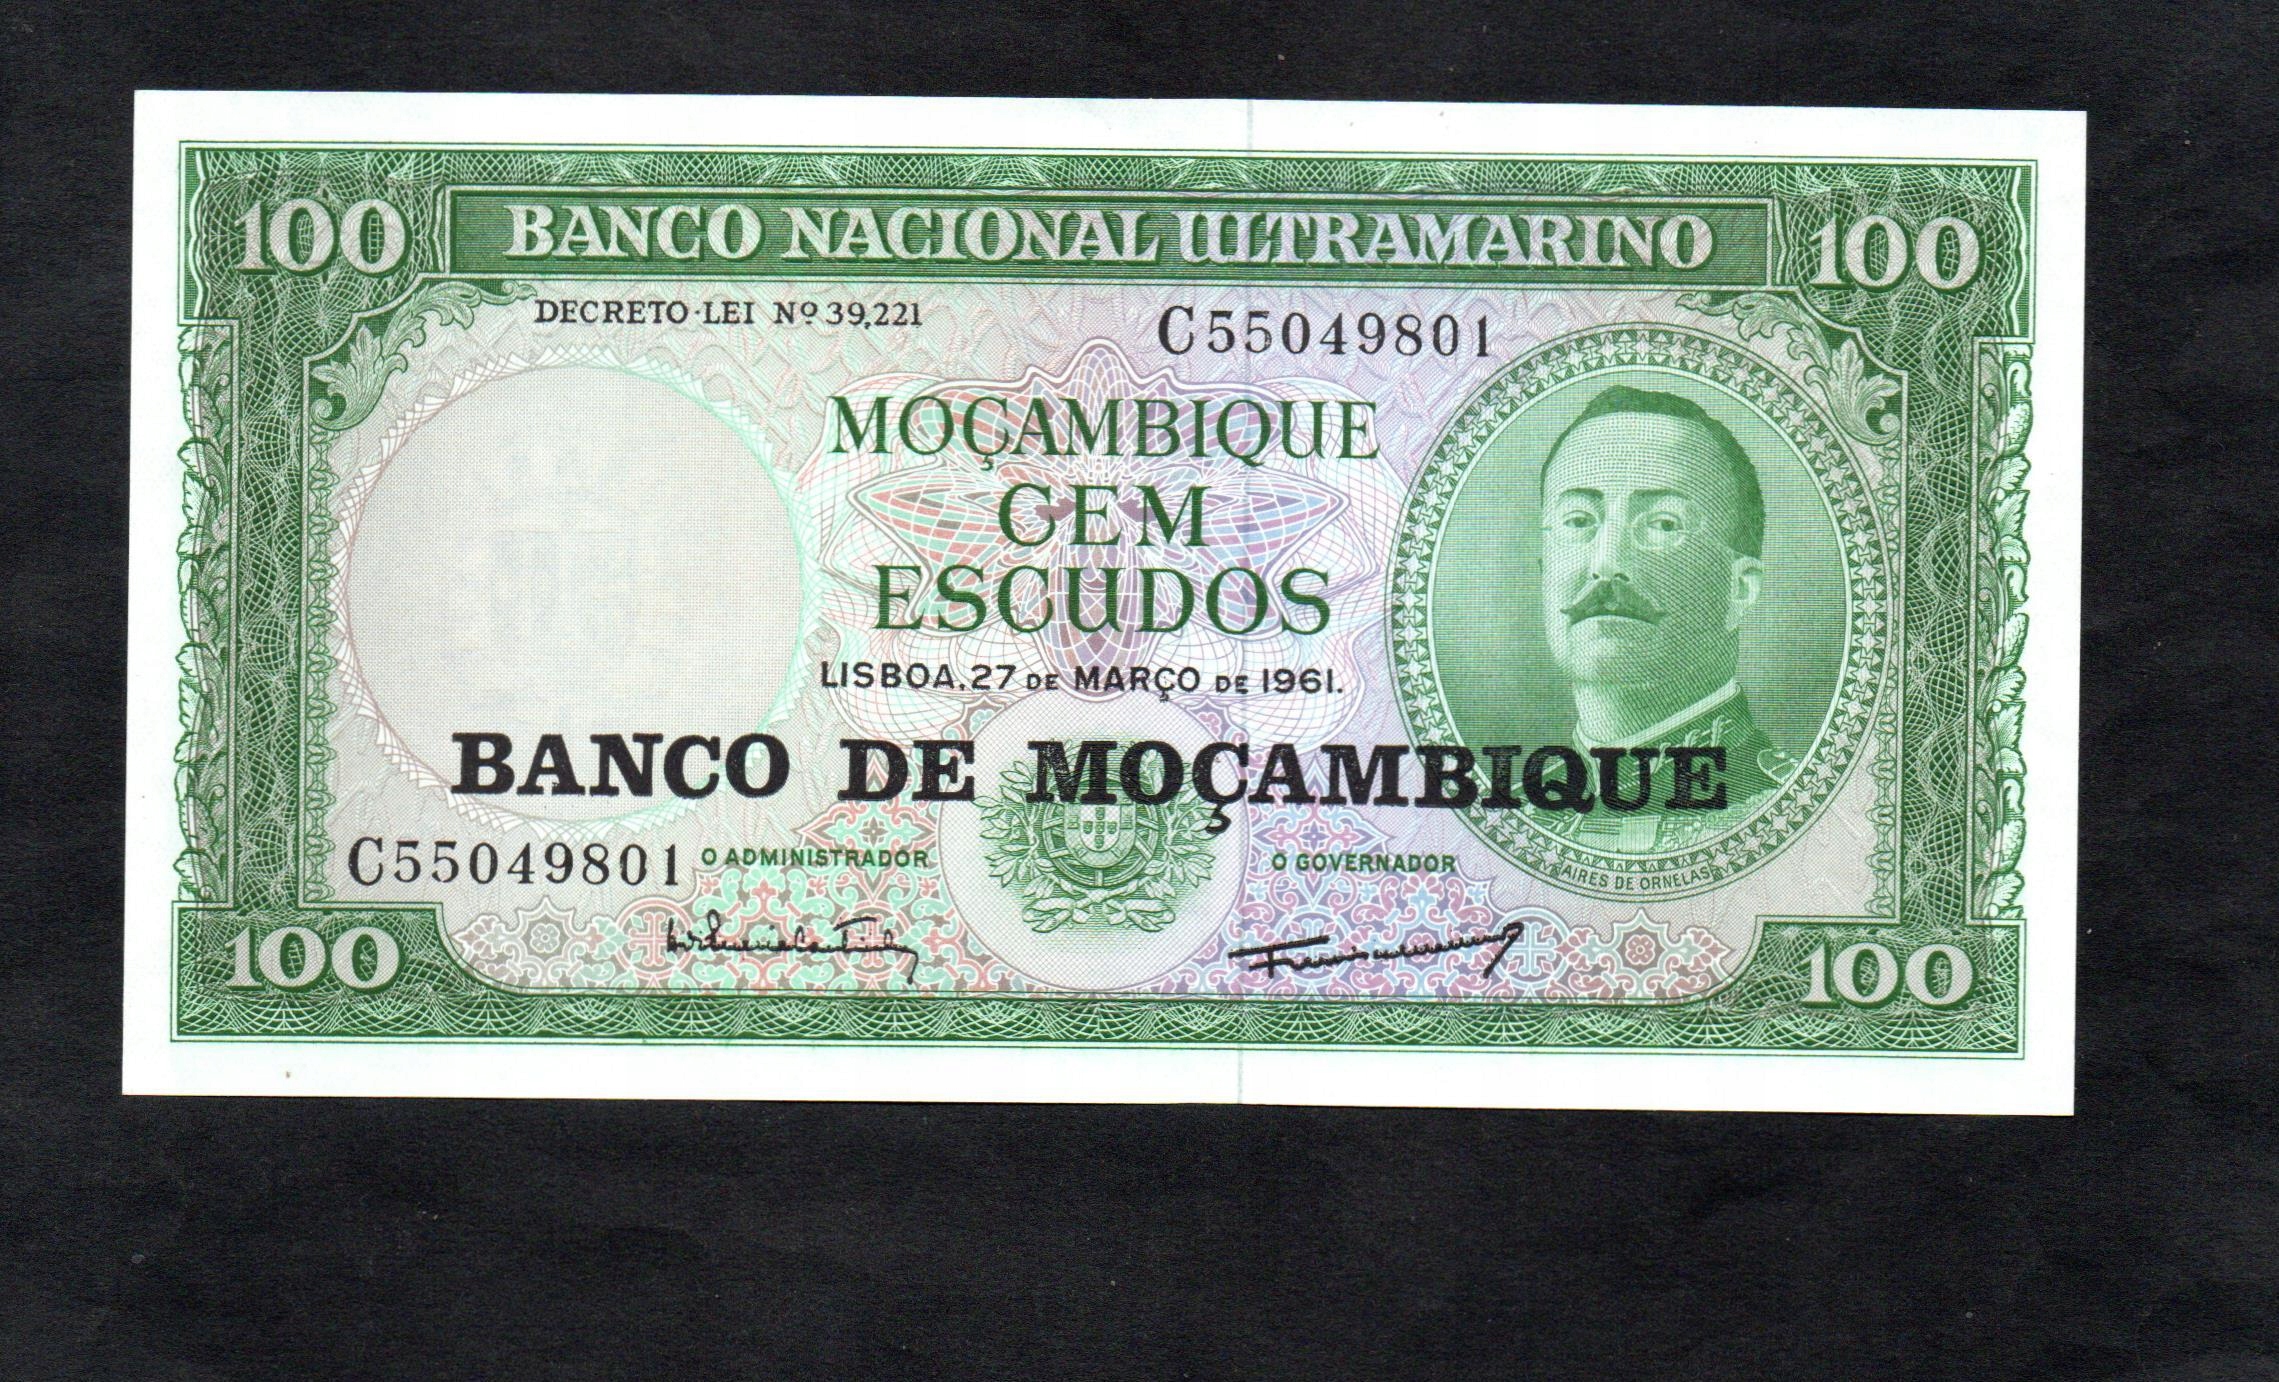 100 BANCO NACIONAL ULTRAMARINO 100
DECRETO-LEI Nº 39,221
C55049801
MOÇAMBIQUE
CEM
ESCUDOS
LISBOA, 27 DE MARÇO DE 1961.
BANCO DE MOÇAMBIQUE
C55049801
O ADMINISTRADOR
O GOVERNADOR
AIRES DE ORNELAS
100 100